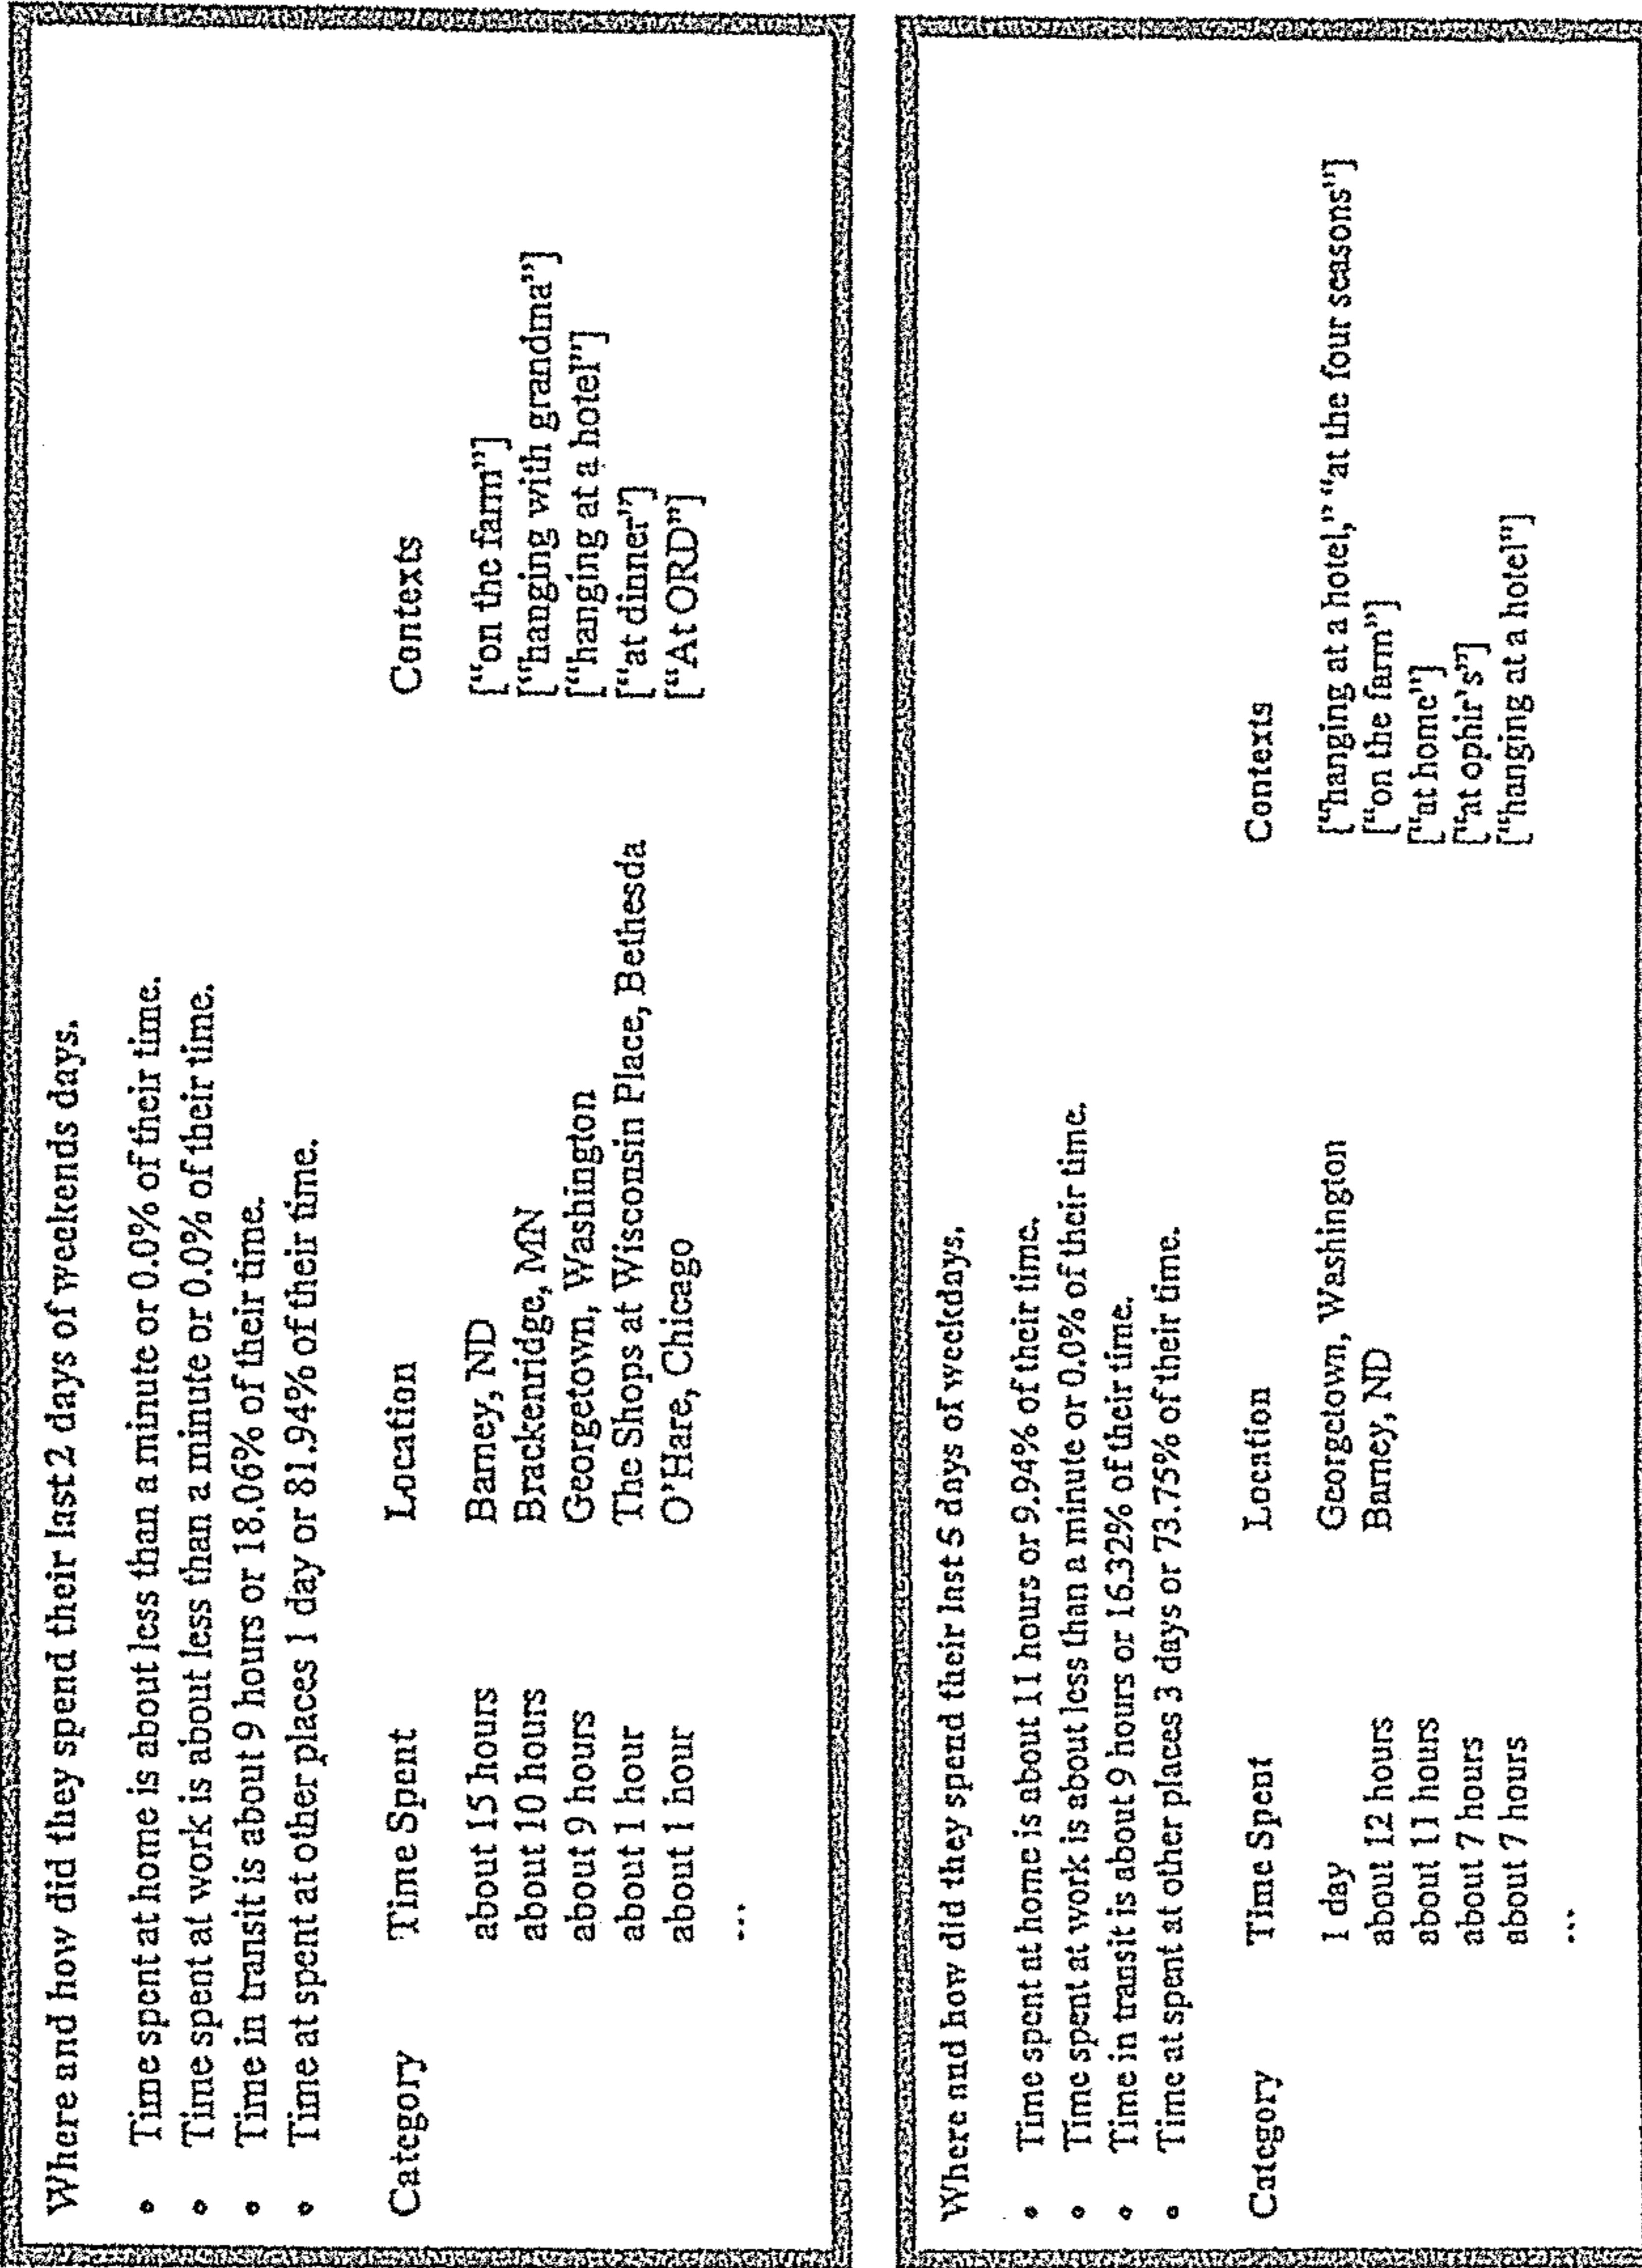 Where and how did they spend their last 2 days of weekends days.
• Time spent at home is about less than a minute or 0.0% of their time.
• Time spent at work is about less than a minute or 0.0% of their time.
• Time in transit is about 9 hours or 18.06% of their time.
• Time at spent at other places 1 day or 81.94% of their time.
Category Time Spent Location Contexts
about 15 hours Barney, ND ["on the farm"]
about 10 hours Brackenridge, MN ["hanging with grandma"]
about 9 hours Georgetown, Washington ["hanging at a hotel"]
about 1 hour The Shops at Wisconsin Place, Bethesda ["at dinner"]
about 1 hour O'Hare, Chicago ["At ORD"]
...
Where and how did they spend their last 5 days of weekdays.
• Time spent at home is about 11 hours or 9.94% of their time.
• Time spent at work is about less than a minute or 0.0% of their time.
• Time in transit is about 9 hours or 16.32% of their time.
• Time at spent at other places 3 days or 73.75% of their time.
Category Time Spent Location Contexts
1 day Georgetown, Washington ["hanging at a hotel," "at the four seasons"]
about 12 hours Barney, ND ["on the farm"]
about 11 hours ["at home"]
about 7 hours ["at ophir's"]
about 7 hours ["hanging at a hotel"]
...